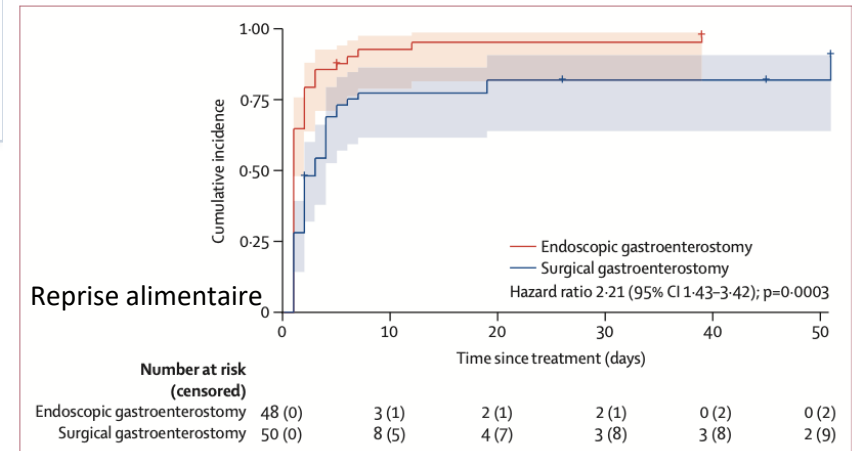 1·00
0·75
0·50
0·25
0
Cumulative incidence
Endoscopic gastroenterostomy
Surgical gastroenterostomy
Hazard ratio 2·21 (95% CI 1·43–3·42); p=0·0003
Reprise alimentaire
0 10 20 30 40 50
Time since treatment (days)
Number at risk
(censored)
Endoscopic gastroenterostomy 48 (0) 3 (1) 2 (1) 2 (1) 0 (2) 0 (2)
Surgical gastroenterostomy 50 (0) 8 (5) 4 (7) 3 (8) 3 (8) 2 (9)